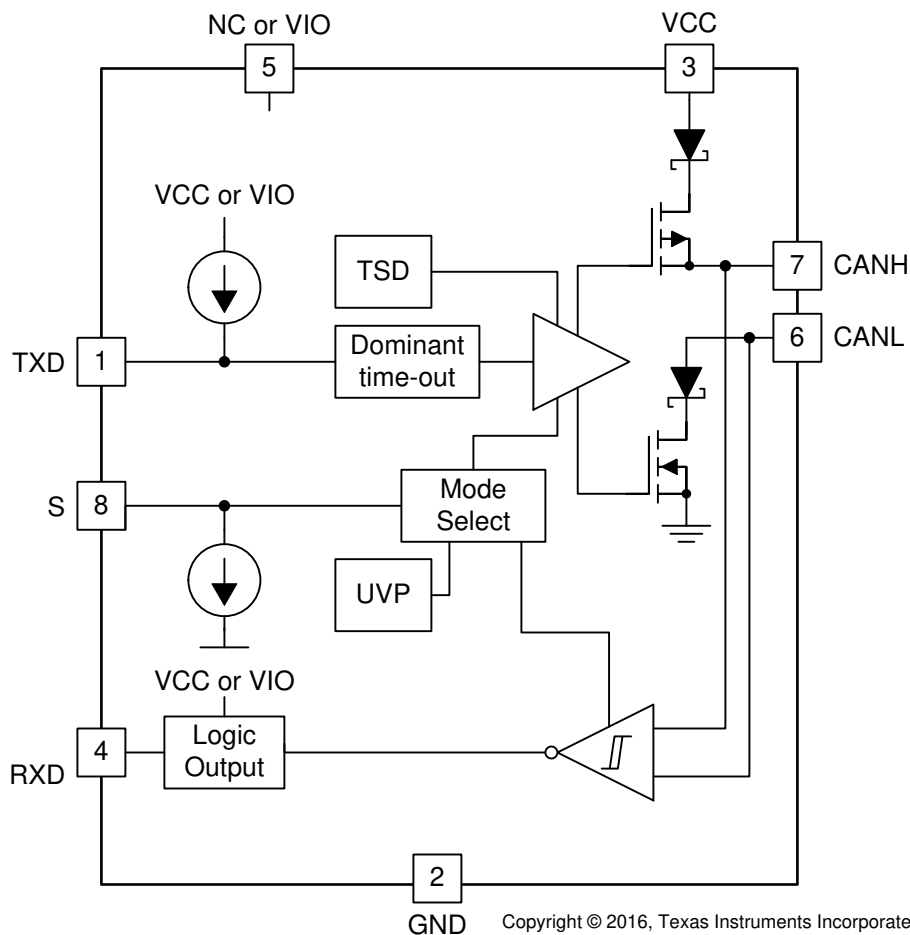 NC or VIO
VCC
5
3
VCC or VIO
TSD
7
CANH
TXD
1
Dominant
time-out
6
CANL
S
8
Mode
Select
UVP
VCC or VIO
RXD
4
Logic
Output
2
GND
Copyright © 2016, Texas Instruments Incorporate